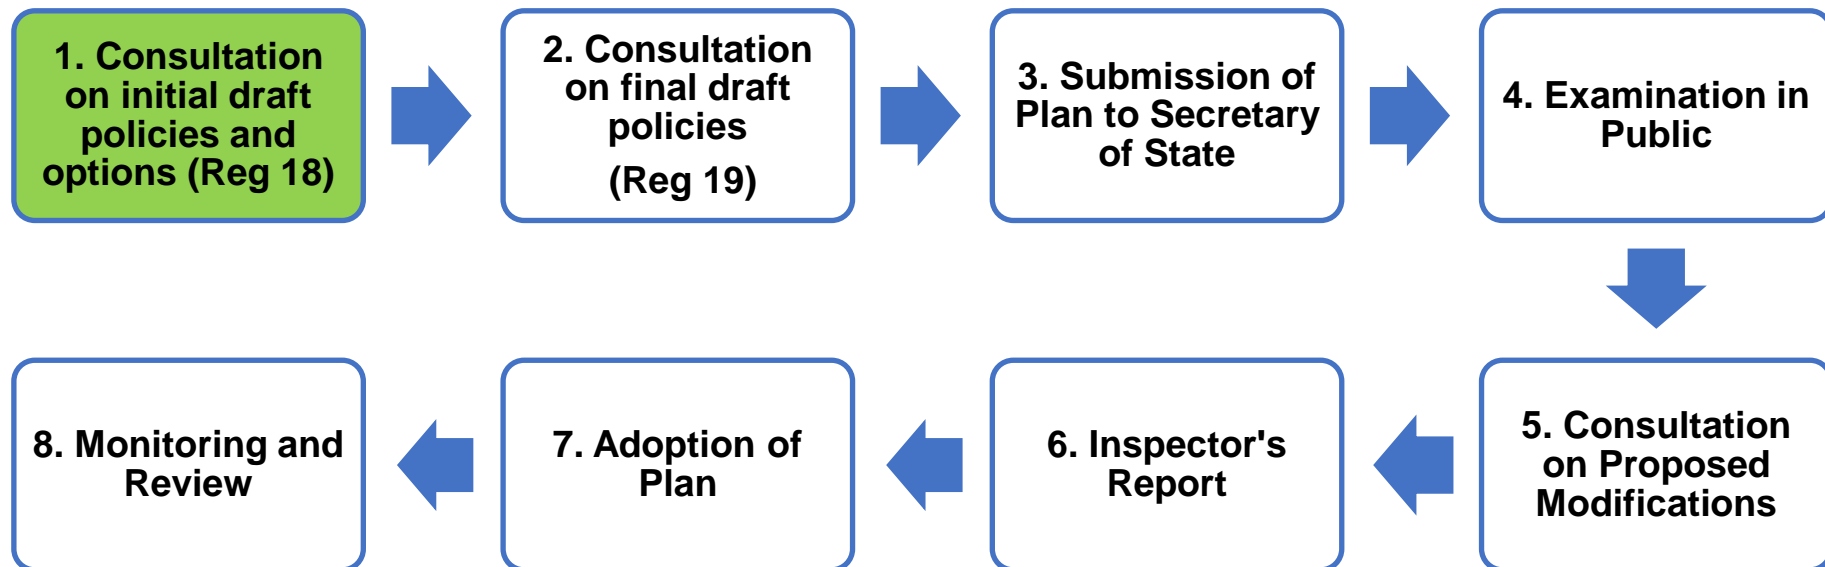 1. Consultation
on initial draft
policies and
options (Reg 18)
2. Consultation
on final draft
policies
(Reg 19)
3. Submission of
Plan to Secretary
of State
4. Examination in
Public
5. Consultation
on Proposed
Modifications
6. Inspector's
Report
7. Adoption of
Plan
8. Monitoring and
Review